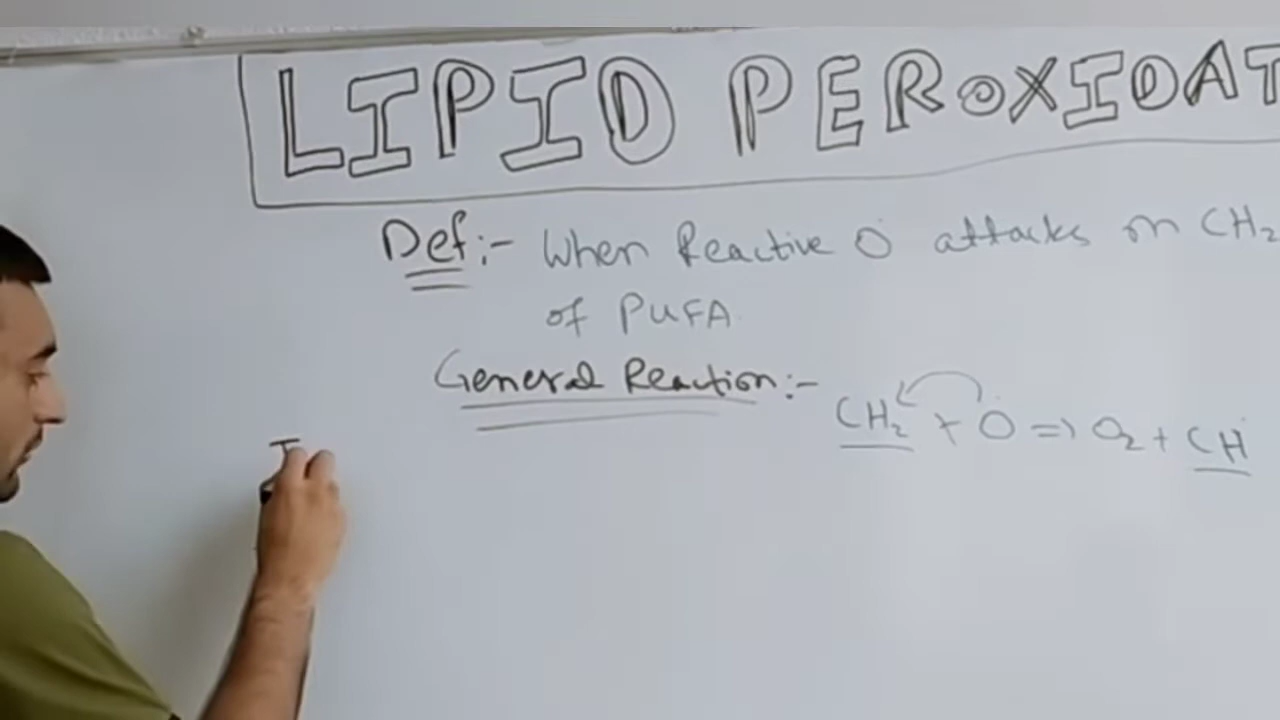 LIPID PEROXIDAT
Def:- When Reactive O˙ attacks on CH₂
of PUFA
General Reaction:-
CH₂ + O˙ => O₂ + CH˙
I